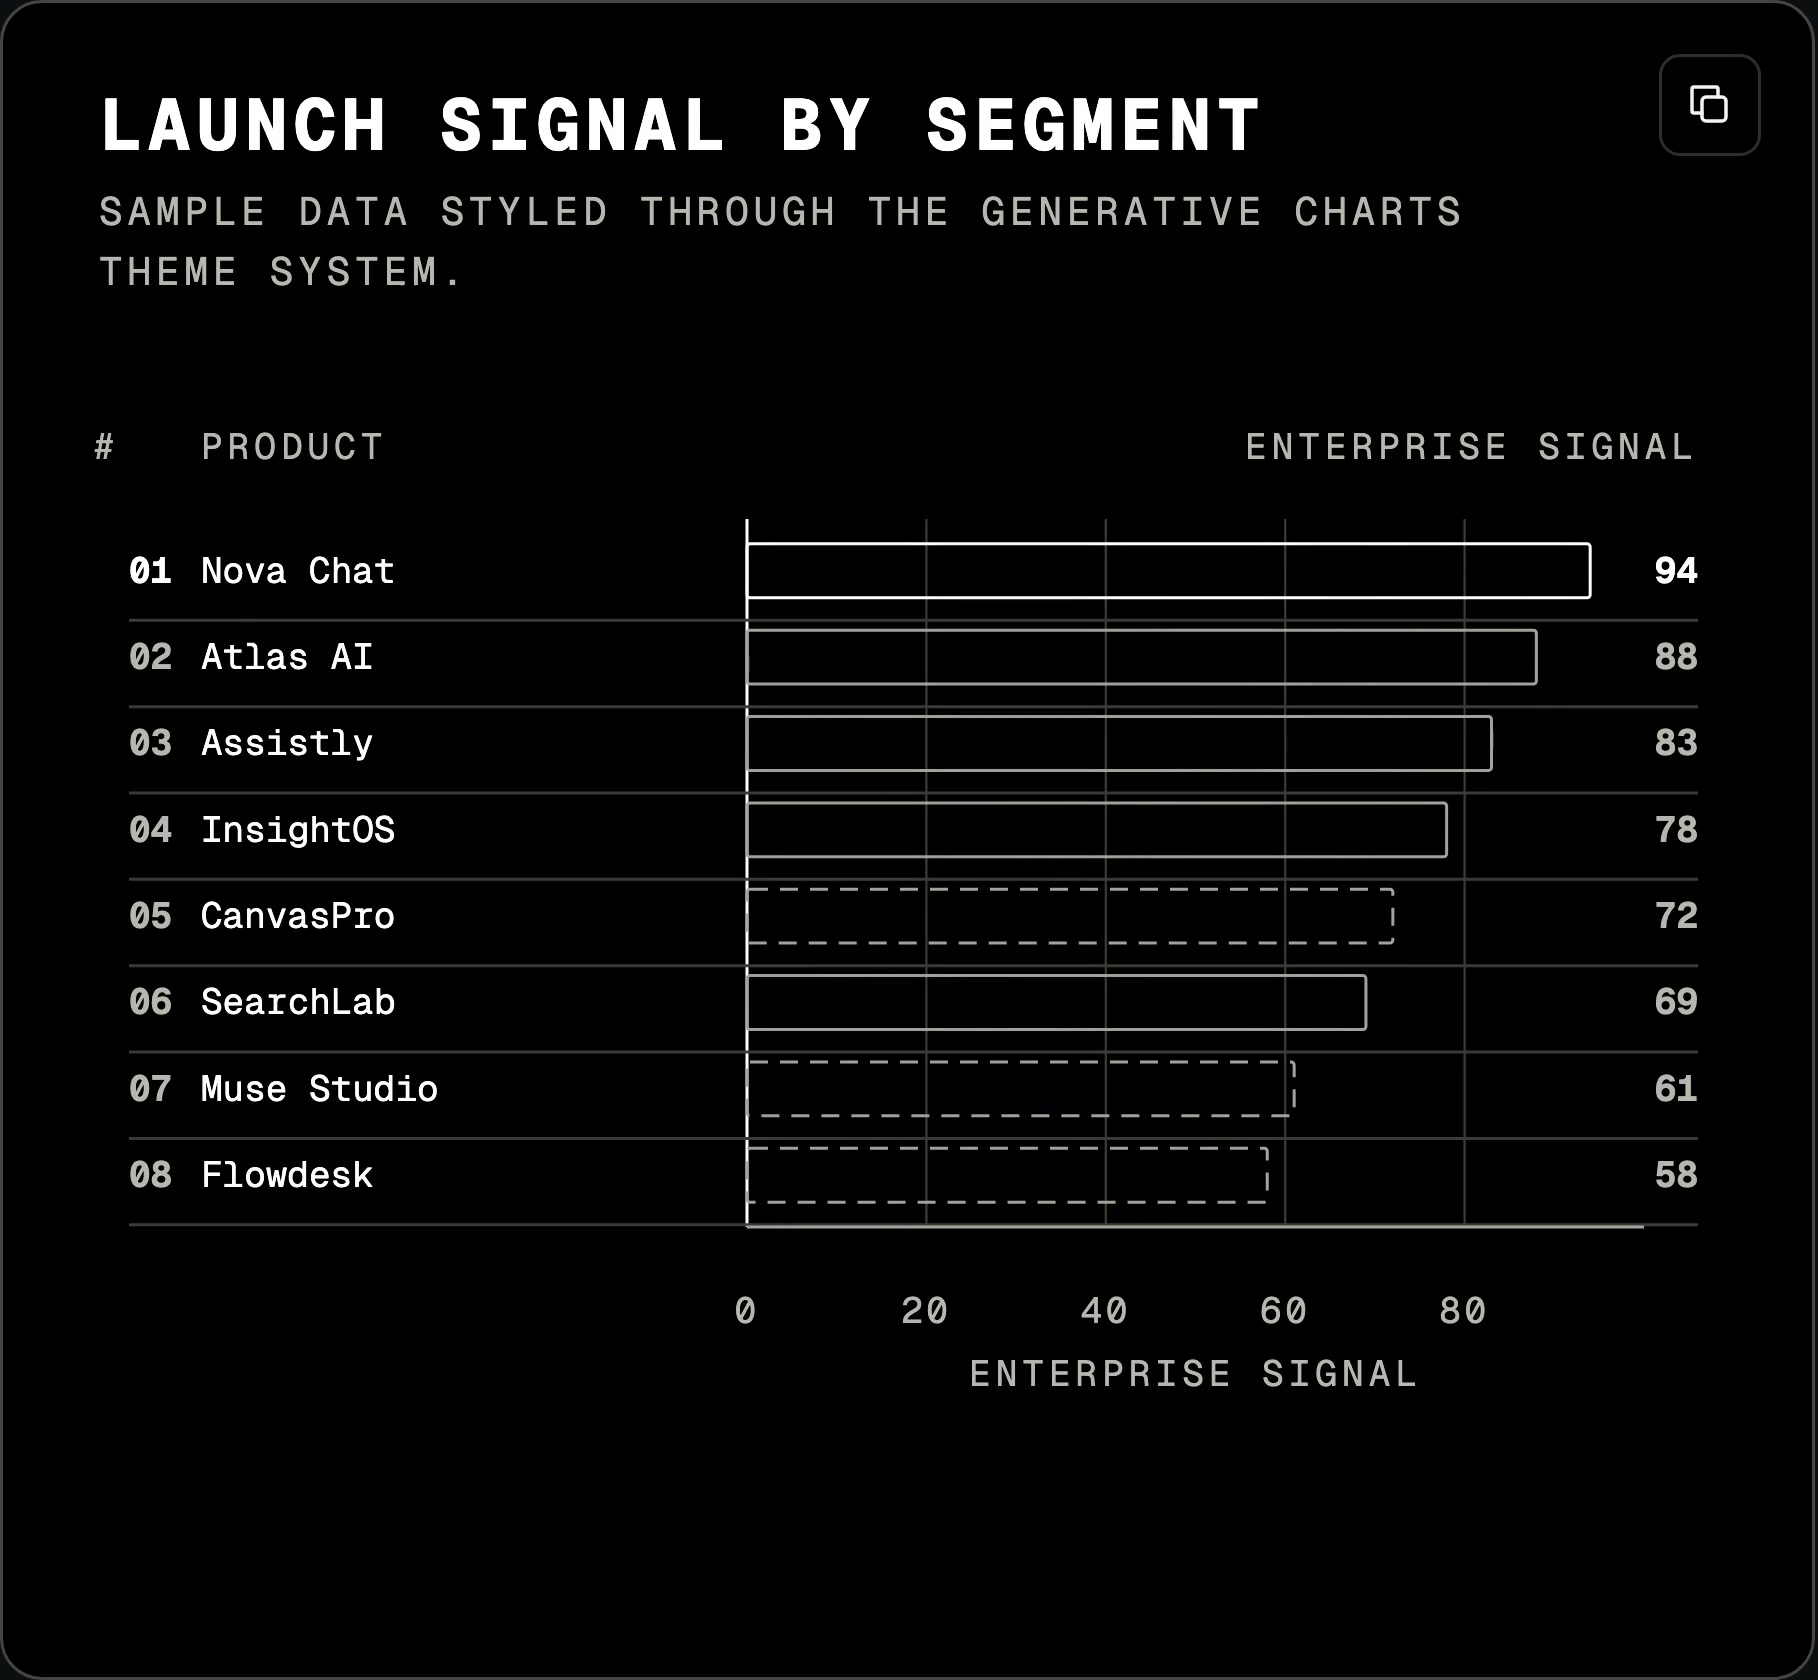 LAUNCH SIGNAL BY SEGMENT
SAMPLE DATA STYLED THROUGH THE GENERATIVE CHARTS
THEME SYSTEM.
# PRODUCT ENTERPRISE SIGNAL
01 Nova Chat 94
02 Atlas AI 88
03 Assistly 83
04 InsightOS 78
05 CanvasPro 72
06 SearchLab 69
07 Muse Studio 61
08 Flowdesk 58
0 20 40 60 80
ENTERPRISE SIGNAL